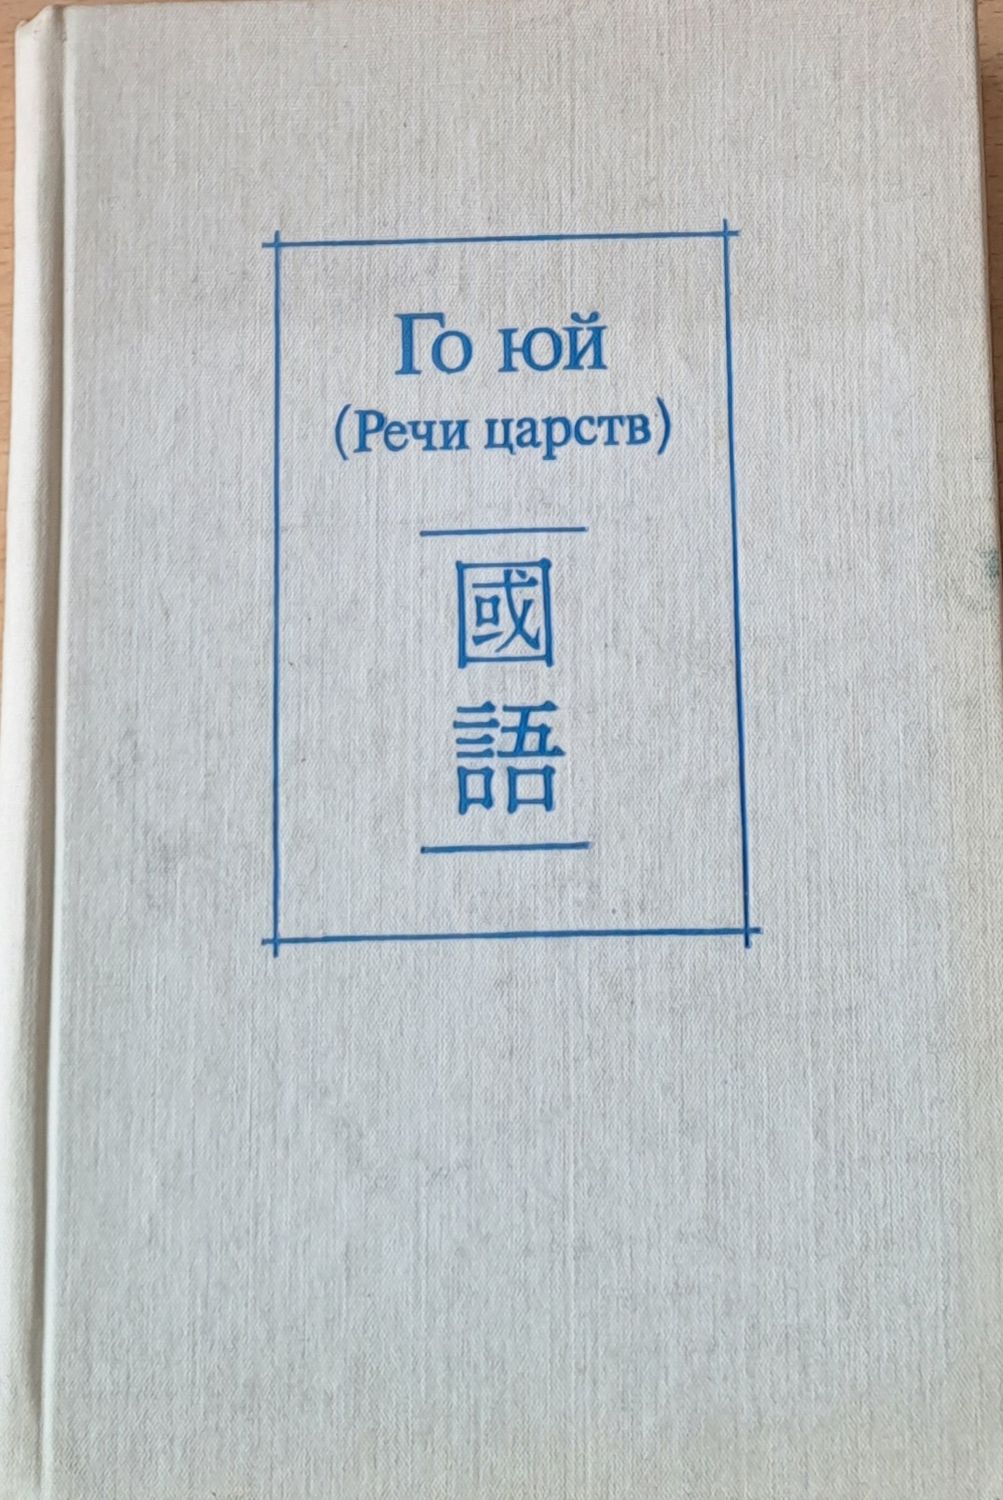 Го юй
(Речи царств)
國
語